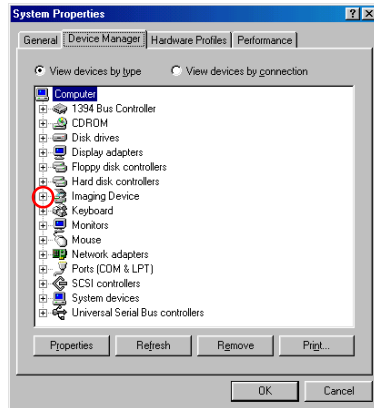 System Properties
General Device Manager Hardware Profiles Performance
View devices by type View devices by connection
Computer
1394 Bus Controller
CDROM
Disk drives
Display adapters
Floppy disk controllers
Hard disk controllers
Imaging Device
Keyboard
Monitors
Mouse
Network adapters
Ports (COM & LPT)
SCSI controllers
System devices
Universal Serial Bus controllers
Properties Refresh Remove Print...
OK Cancel